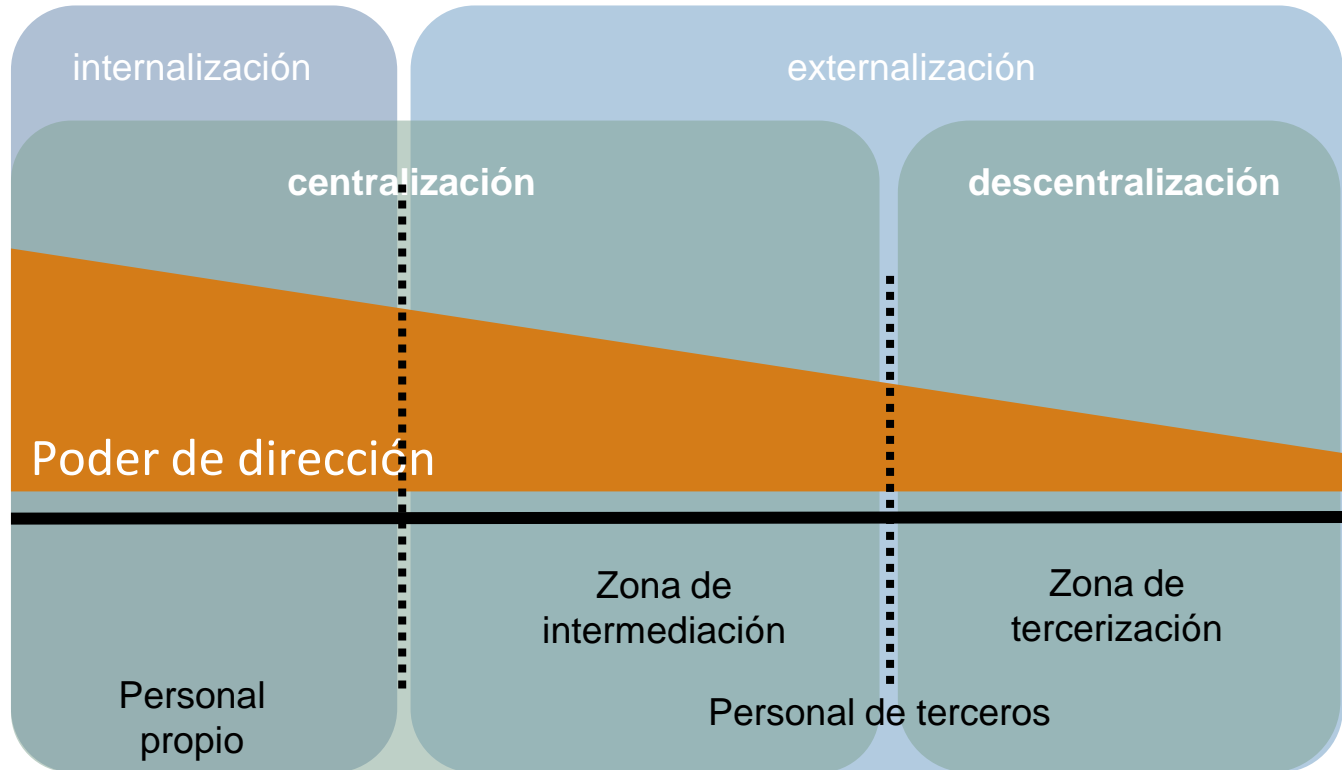 internalización
externalización
centralización
descentralización
Poder de dirección
Zona de
intermediación
Zona de
tercerización
Personal
propio
Personal de terceros